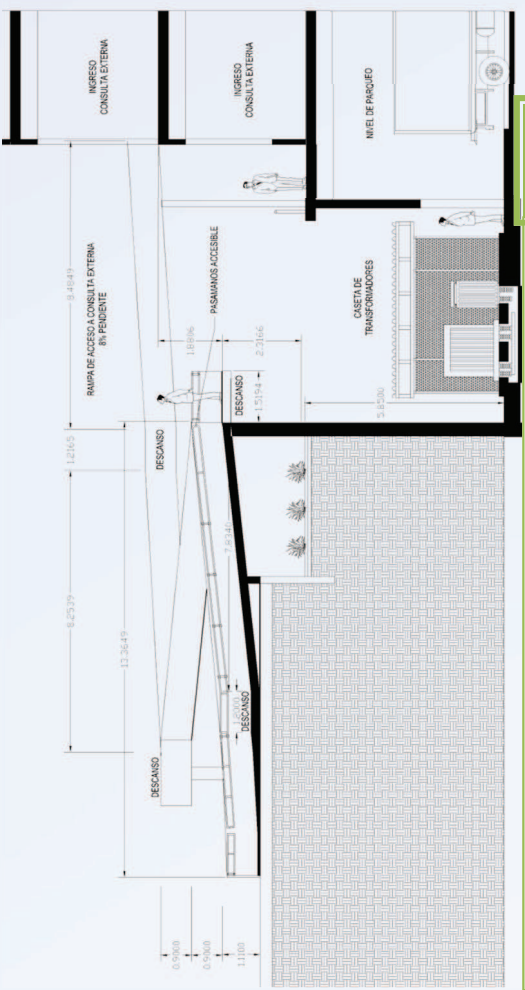 8.2539
1.2165
8.4849
INGRESO
CONSULTA EXTERNA
RAMPA DE ACCESO A CONSULTA EXTERNA
8% PENDIENTE
13.3649
DESCANSO
DESCANSO
0.9000
1.8896
0.9000
PASAMANOS ACCESIBLE
7.8340
1.2000
INGRESO
CONSULTA EXTERNA
1.1100
DESCANSO
DESCANSO
1.5194
2.3166
CASETA DE
TRANSFORMADORES
NIVEL DE PARQUEO
5.8500